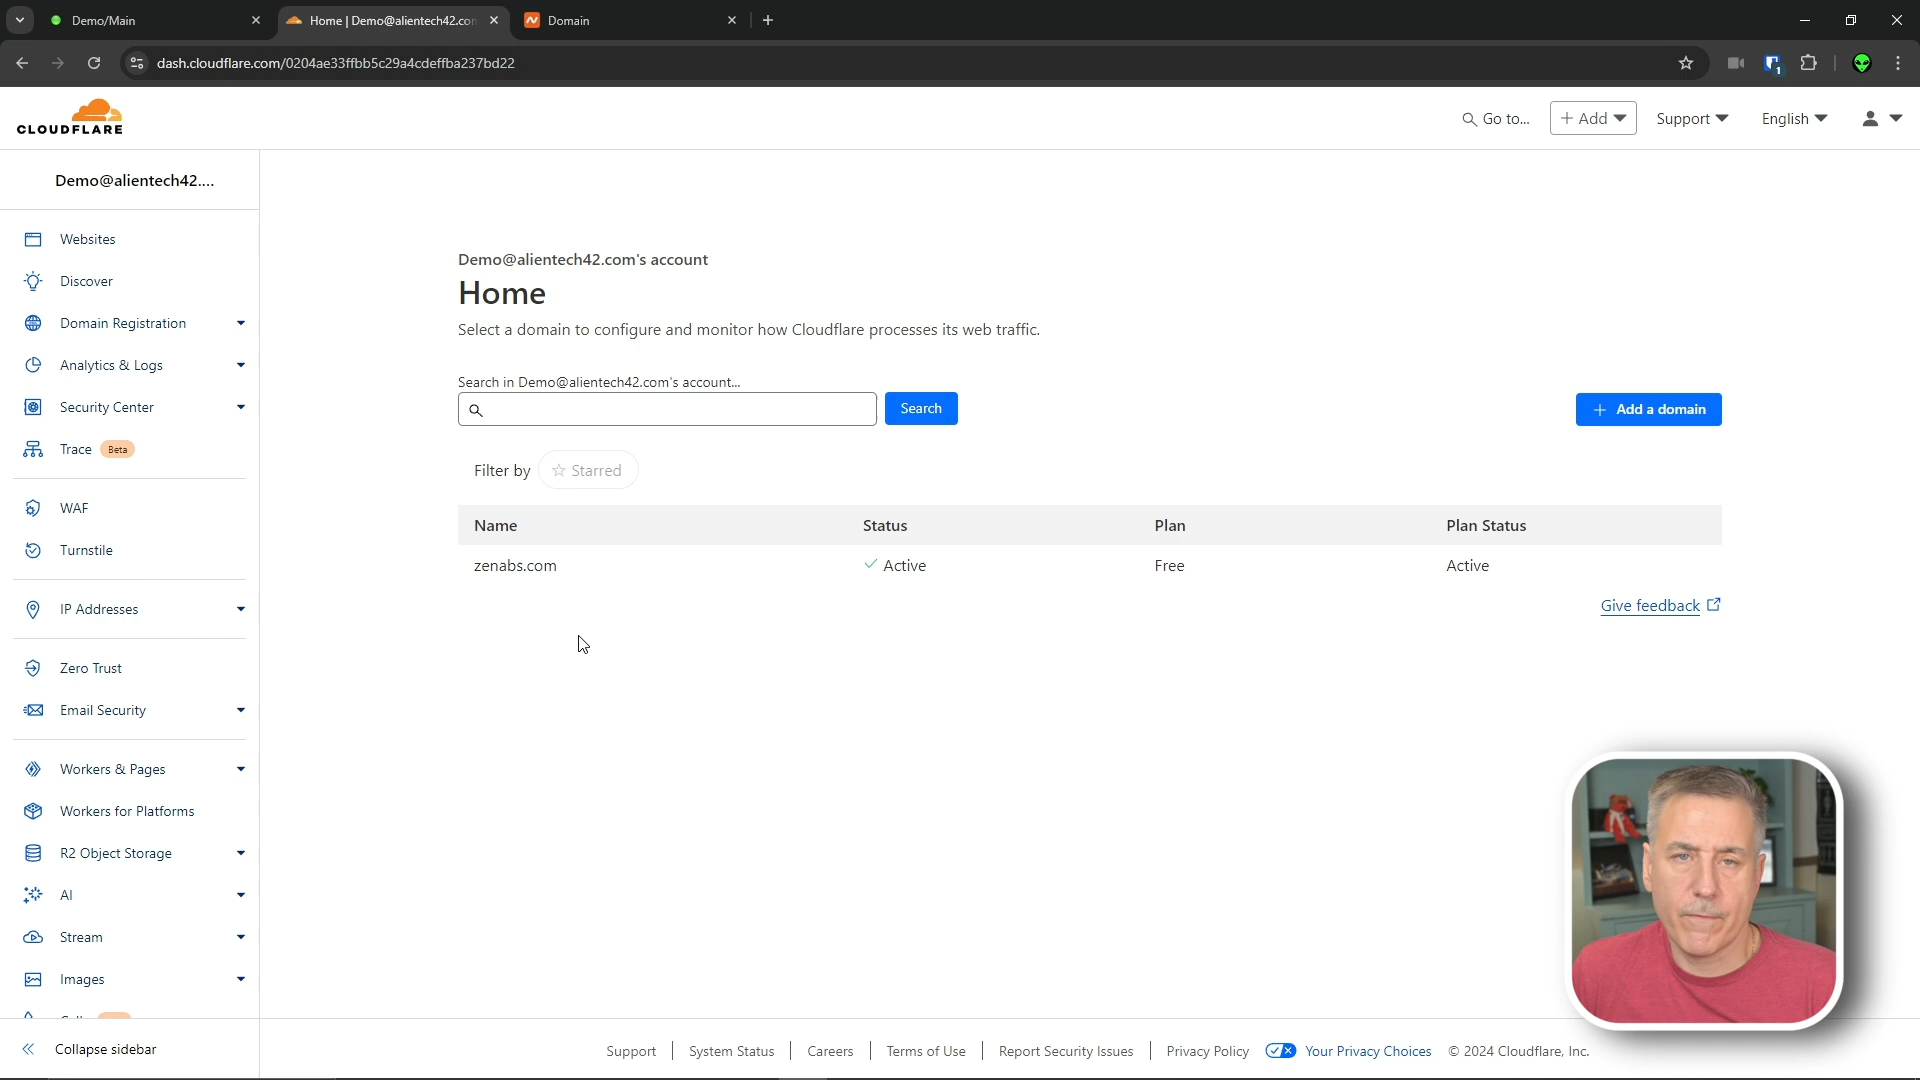 Demo/Main
Home | Demo@alientech42.con
Domain
dash.cloudflare.com/0204ae33ffbb5c29a4cdeffba237bd22
1
CLOUDFLARE
Go to...
+ Add
Support
English
Demo@alientech42....
Websites
Discover
Domain Registration
Analytics & Logs
Security Center
Trace Beta
WAF
Turnstile
IP Addresses
Zero Trust
Email Security
Workers & Pages
Workers for Platforms
R2 Object Storage
AI
Stream
Images
Collapse sidebar
Demo@alientech42.com's account
Home
Select a domain to configure and monitor how Cloudflare processes its web traffic.
Search in Demo@alientech42.com's account...
Search
+ Add a domain
Filter by Starred
Name Status Plan Plan Status
zenabs.com Active Free Active
Give feedback
Support System Status Careers Terms of Use Report Security Issues Privacy Policy Your Privacy Choices © 2024 Cloudflare, Inc.